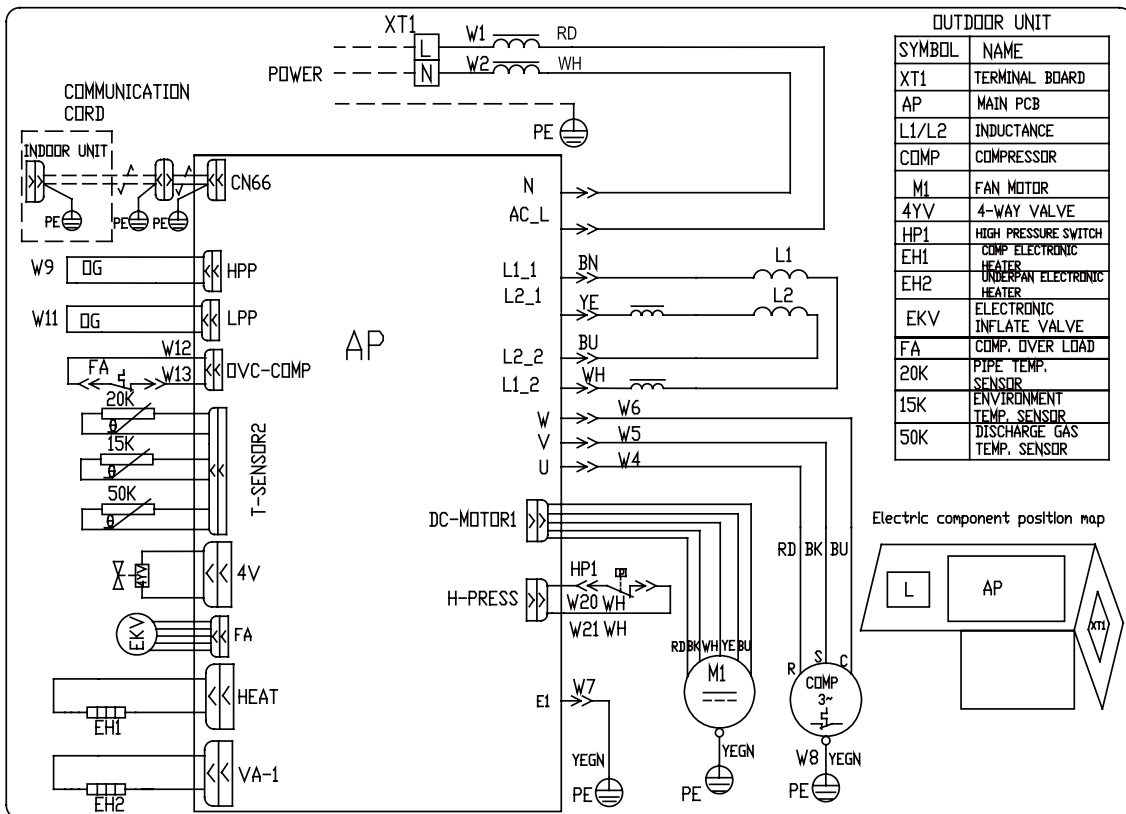 XT1
L
N
W1
RD
W2
WH
POWER
PE
COMMUNICATION
CORD
INDOOR UNIT
PE
PE
PE
CN66
W9
OG
HPP
W11
OG
LPP
W12
FA
W13
OVC-COMP
20K
θ
15K
θ
50K
θ
T-SENSOR2
4YV
4V
EKV
FA
HEAT
EH1
VA-1
EH2
AP
N
AC_L
L1_1
BN
L1
L2_1
YE
L2
L2_2
BU
L1_2
WH
W
W6
V
W5
U
W4
DC-MOTOR1
H-PRESS
HP1
P
W20 WH
W21 WH
RD BK BU
RD BK WH YE BU
M1
R
S
C
COMP
3~
E1
W7
YEGN
PE
YEGN
PE
W8
YEGN
PE
OUTDOOR UNIT
SYMBOL NAME
XT1 TERMINAL BOARD
AP MAIN PCB
L1/L2 INDUCTANCE
COMP COMPRESSOR
M1 FAN MOTOR
4YV 4-WAY VALVE
HP1 HIGH PRESSURE SWITCH
EH1 COMP ELECTRONIC
HEATER
EH2 UNDERPAN ELECTRONIC
HEATER
EKV ELECTRONIC
INFLATE VALVE
FA COMP. OVER LOAD
20K PIPE TEMP.
SENSOR
15K ENVIRONMENT
TEMP. SENSOR
50K DISCHARGE GAS
TEMP. SENSOR
Electric component position map
L
AP
XT1